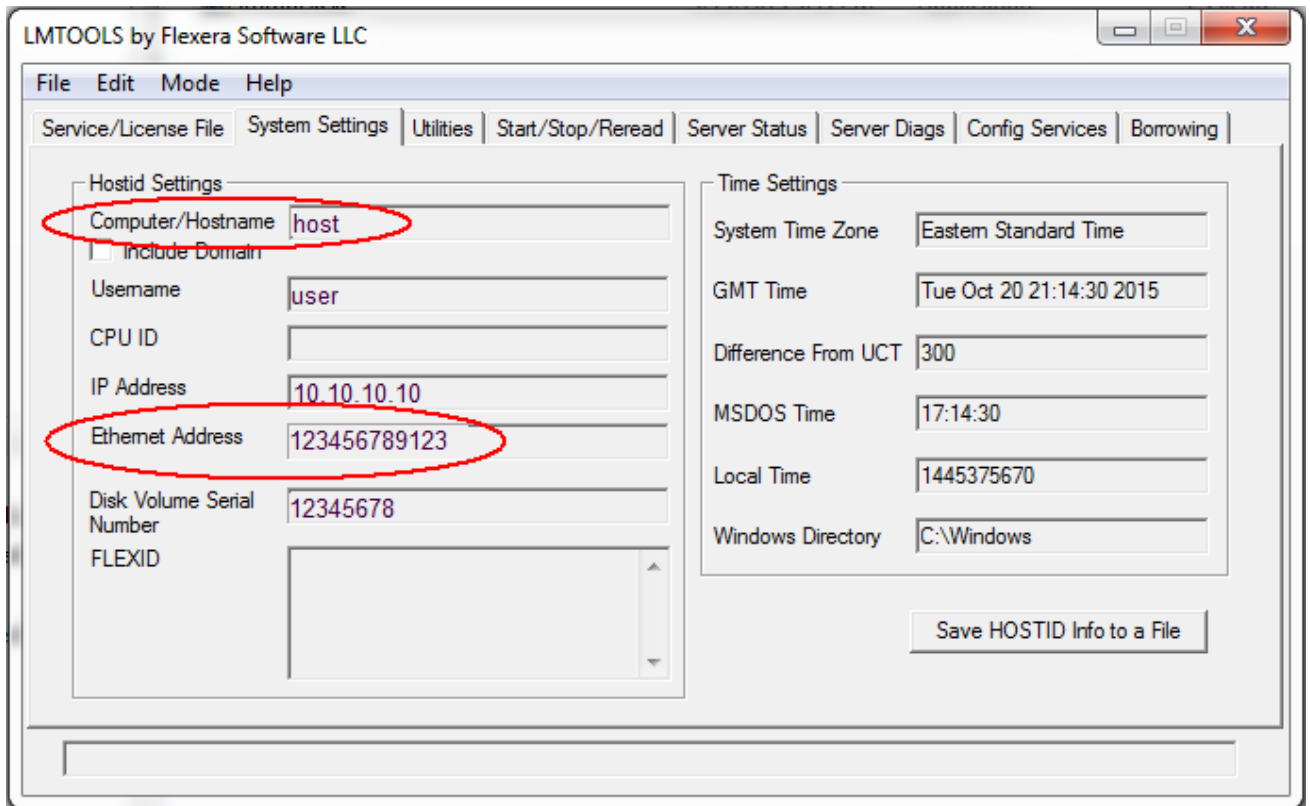 LMTOOLS by Flexera Software LLC
File Edit Mode Help
Service/License File System Settings Utilities Start/Stop/Reread Server Status Server Diags Config Services Borrowing
Hostid Settings
Computer/Hostname host
Include Domain
Username user
CPU ID
IP Address 10.10.10.10
Ethernet Address 123456789123
Disk Volume Serial
Number
12345678
FLEXID
Time Settings
System Time Zone Eastern Standard Time
GMT Time Tue Oct 20 21:14:30 2015
Difference From UCT 300
MSDOS Time 17:14:30
Local Time 1445375670
Windows Directory C:\Windows
Save HOSTID Info to a File